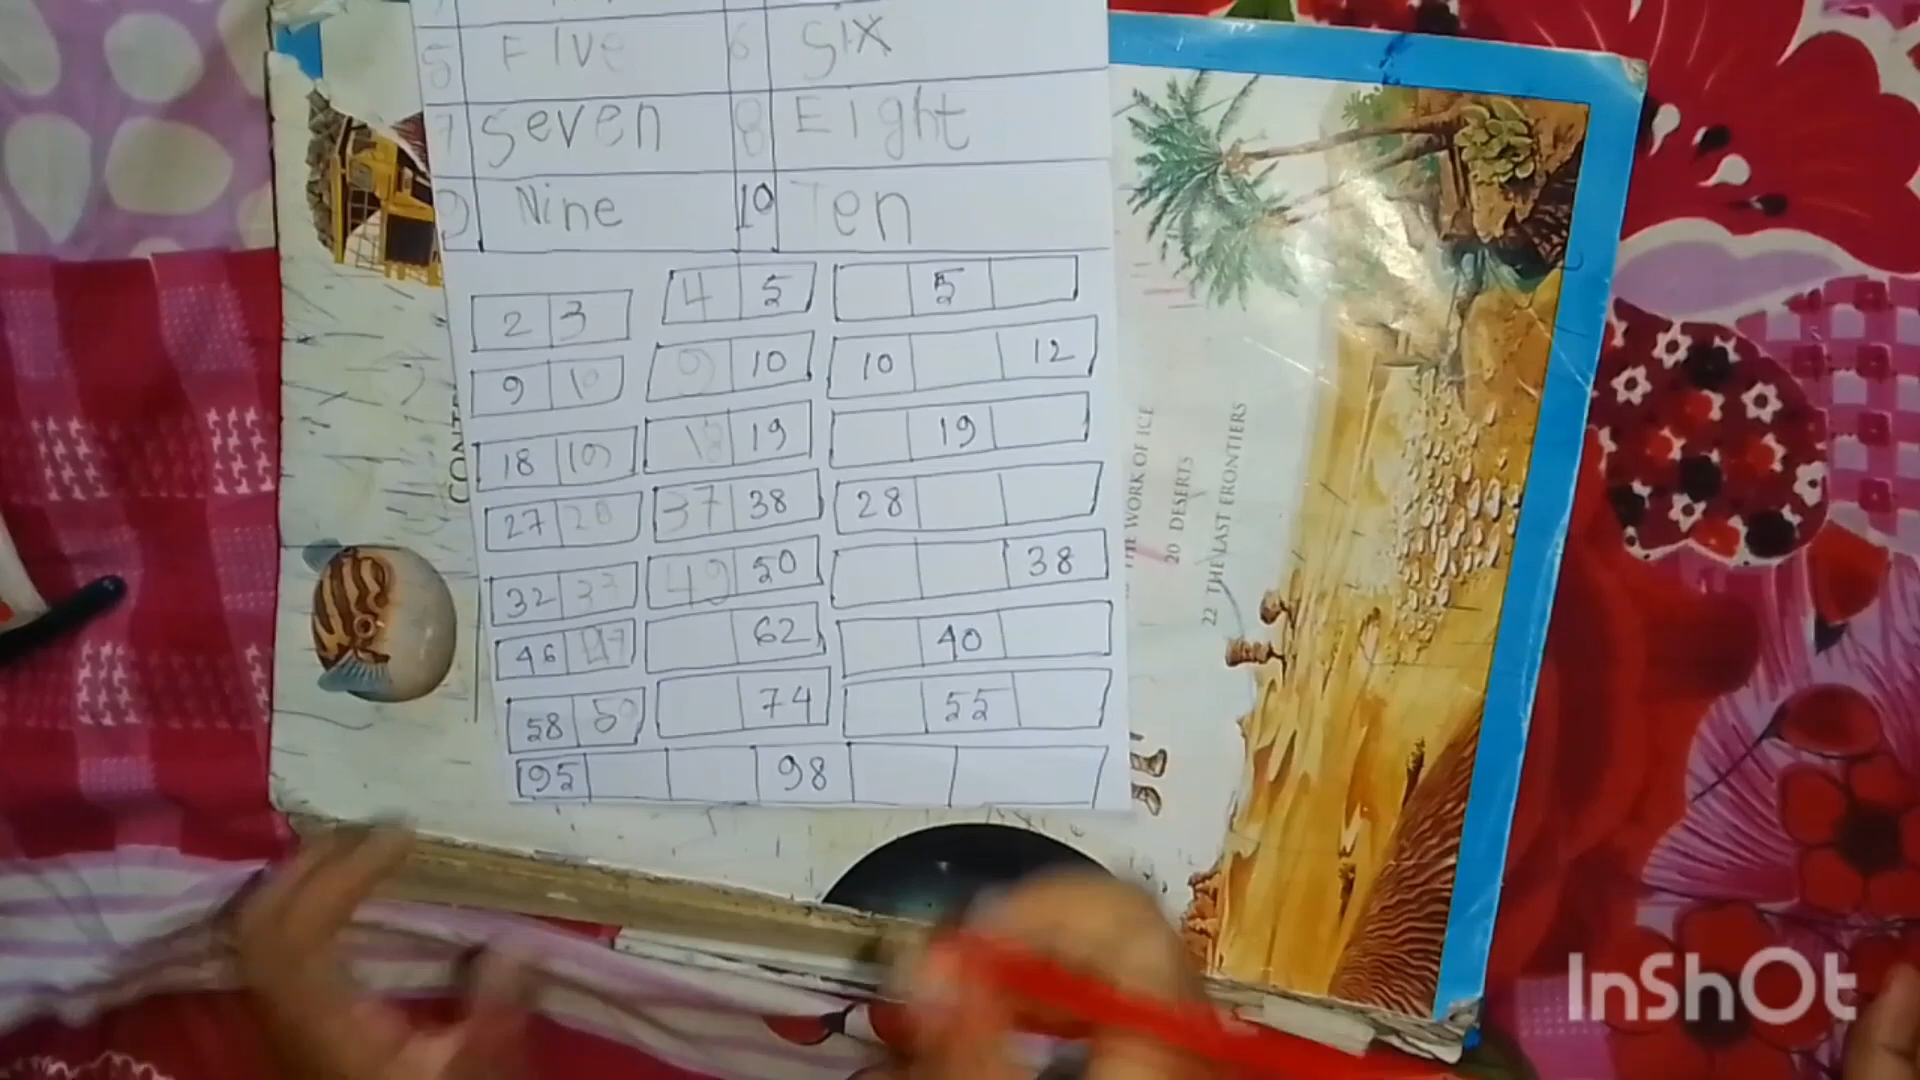 5 Five 6 Six
7 Seven 8 Eight
9 Nine 10 Ten
2 3 4 5 5
9 10 9 10 10 12
18 19 18 19 19
27 28 37 38 28
32 33 49 50 38
46 47 62 40
58 59 74 55
95 98
THE WORK OF ICE
20 DESERTS
22 THE LAST FRONTIERS
InShOt